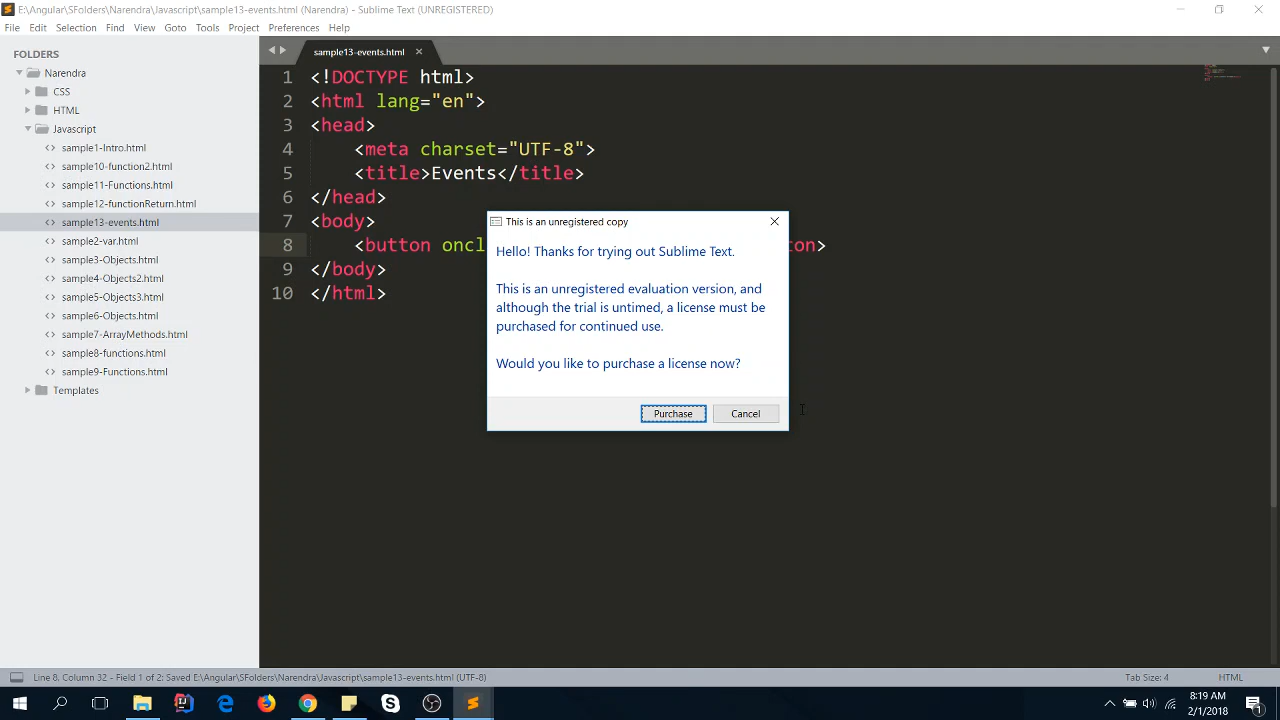 E:\Angular\SFolders\Narendra\Javascript\sample13-events.html (Narendra) - Sublime Text (UNREGISTERED)
File Edit Selection Find View Goto Tools Project Preferences Help
FOLDERS
Narendra
CSS
HTML
Javascript
<> sample1-Intro.html
<> sample10-function2.html
<> sample11-Functions.html
<> sample12-functionReturn.html
<> sample13-events.html
<> sample2-var.html
<> sample3-Objects.html
<> sample4-Objects2.html
<> sample5-Objects3.html
<> sample6-Objects.html
<> sample7-ArrayMethods.html
<> sample8-functions.html
<> sample9-Functions.html
Templates
sample13-events.html ×
1 <!DOCTYPE html>
2 <html lang="en">
3 <head>
4 <meta charset="UTF-8">
5 <title>Events</title>
6 </head>
7 <body>
8 <button oncl on>
9 </body>
10 </html>
This is an unregistered copy
Hello! Thanks for trying out Sublime Text.
This is an unregistered evaluation version, and
although the trial is untimed, a license must be
purchased for continued use.
Would you like to purchase a license now?
Purchase Cancel
Line 8, Column 32 - Field 1 of 2: Saved E:\Angular\SFolders\Narendra\Javascript\sample13-events.html (UTF-8)
Tab Size: 4 HTML
8:19 AM
2/1/2018
1